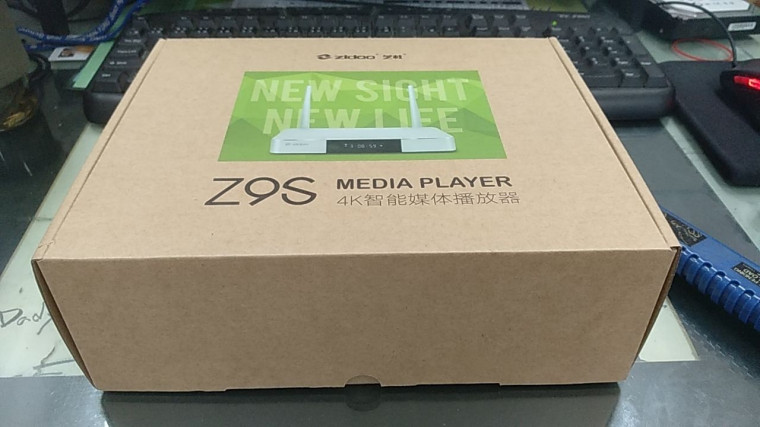 zidoo 芝杜
NEW SIGHT
NEW LIFE
Z9S MEDIA PLAYER
4K智能媒体播放器
Dady